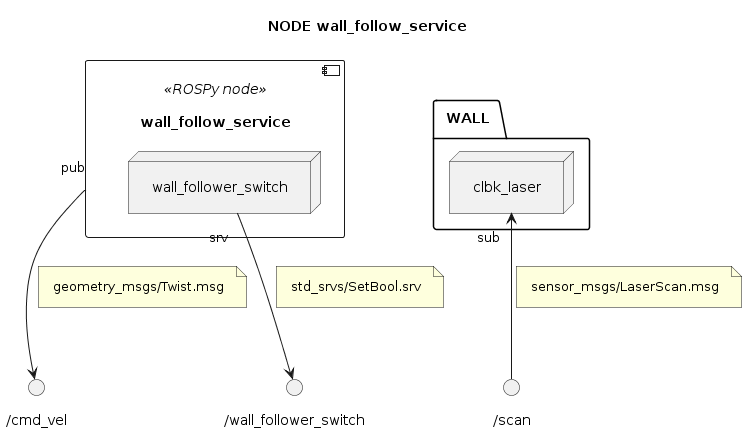 NODE wall_follow_service
«ROSPy node»
wall_follow_service
wall_follower_switch
WALL
clbk_laser
pub
srv
sub
geometry_msgs/Twist.msg
std_srvs/SetBool.srv
sensor_msgs/LaserScan.msg
/cmd_vel
/wall_follower_switch
/scan